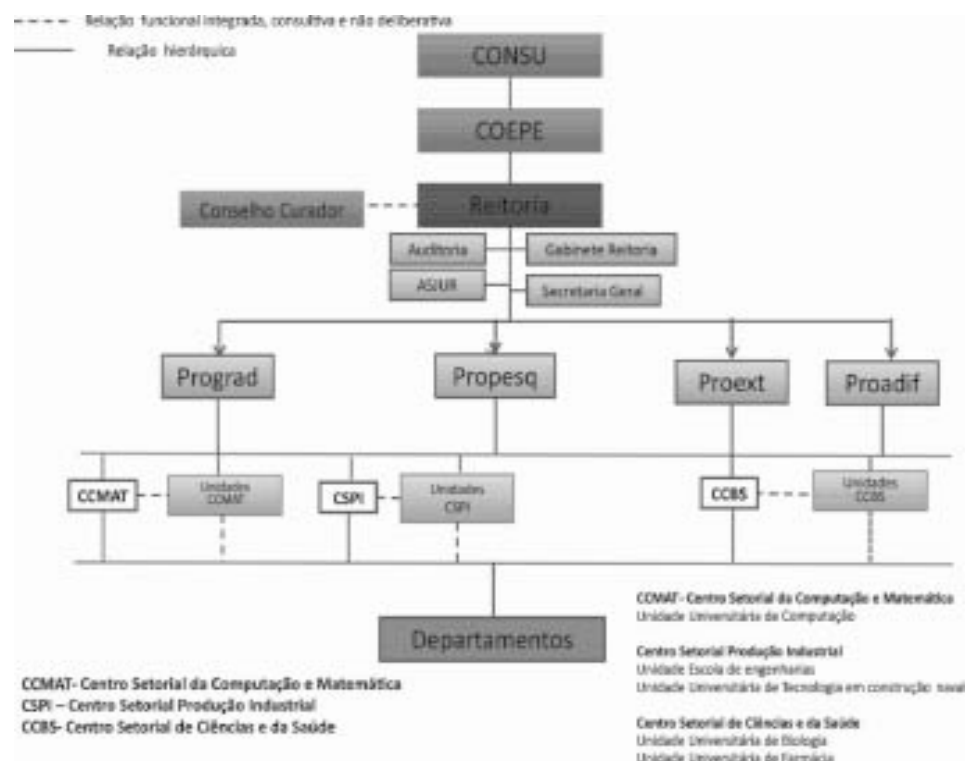 Relação funcional integrada, consultiva e não deliberativa
Relação hierárquica
CONSU
COEPE
Reitoria
Conselho Curador
Auditoria
Gabinete Reitoria
ASJUR
Secretaria Geral
Prograd
Propesq
Proext
Proadif
CCMAT
Unidades
CCMAT
CSPI
Unidades
CSPI
CCBS
Unidades
CCBS
Departamentos
CCMAT- Centro Setorial da Computação e Matemática
CSPI – Centro Setorial Produção Industrial
CCBS- Centro Setorial de Ciências e da Saúde
CCMAT- Centro Setorial da Computação e Matemática
Unidade Universitária da Computação
Centro Setorial Produção Industrial
Unidade Escola de engenharias
Unidade Universitária de Tecnologia em construção naval
Centro Setorial de Ciências e da Saúde
Unidade Universitária de Biologia
Unidade Universitária de Farmácia